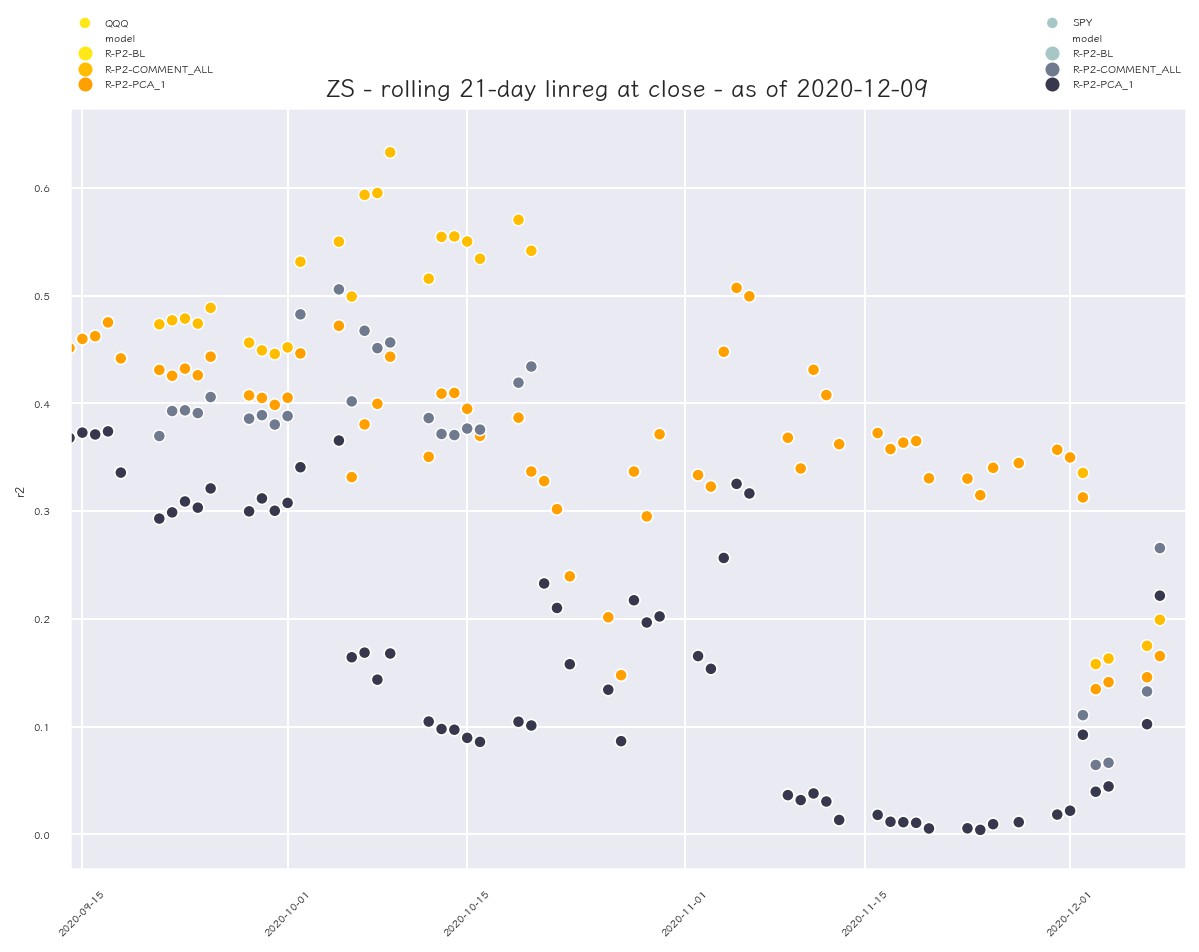 QQQ
model
R-P2-BL
R-P2-COMMENT_ALL
R-P2-PCA_1
SPY
model
R-P2-BL
R-P2-COMMENT_ALL
R-P2-PCA_1
ZS - rolling 21-day linreg at close - as of 2020-12-09
r2
0.6
0.5
0.4
0.3
0.2
0.1
0.0
2020-09-15
2020-10-01
2020-10-15
2020-11-01
2020-11-15
2020-12-01